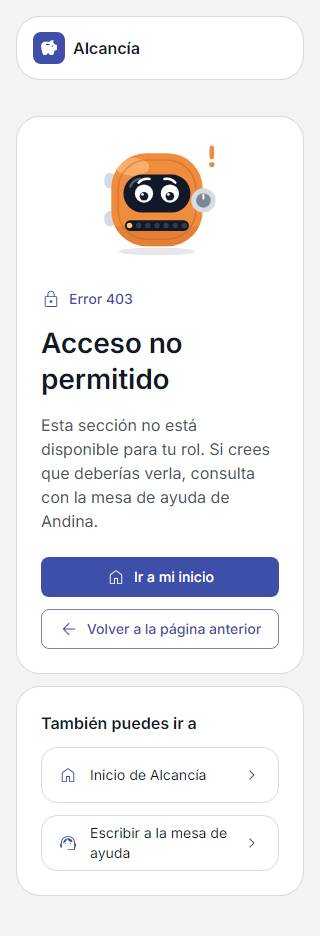 Alcancía
!
Error 403
Acceso no
permitido
Esta sección no está
disponible para tu rol. Si crees
que deberías verla, consulta
con la mesa de ayuda de
Andina.
Ir a mi inicio
Volver a la página anterior
También puedes ir a
Inicio de Alcancía
Escribir a la mesa de
ayuda